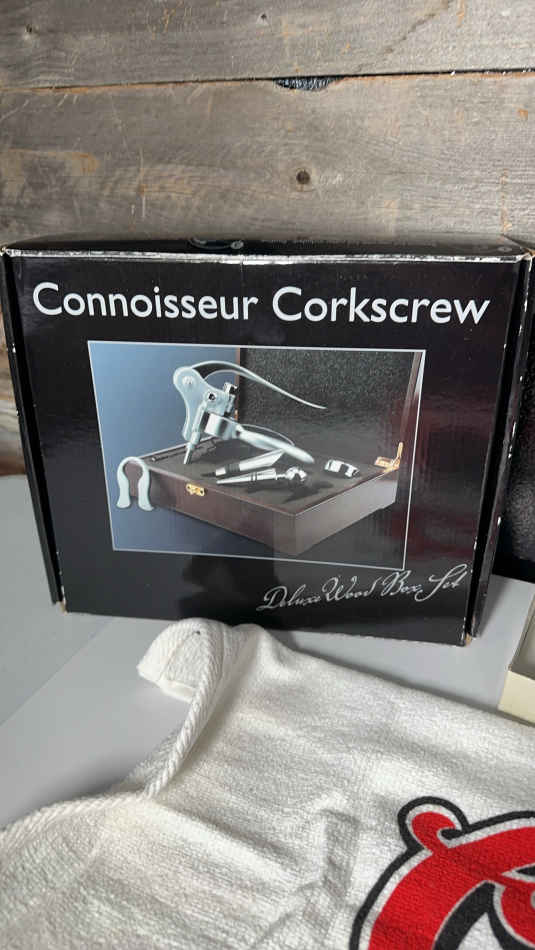 Connoisseur Corkscrew
Deluxe Wood Box Set